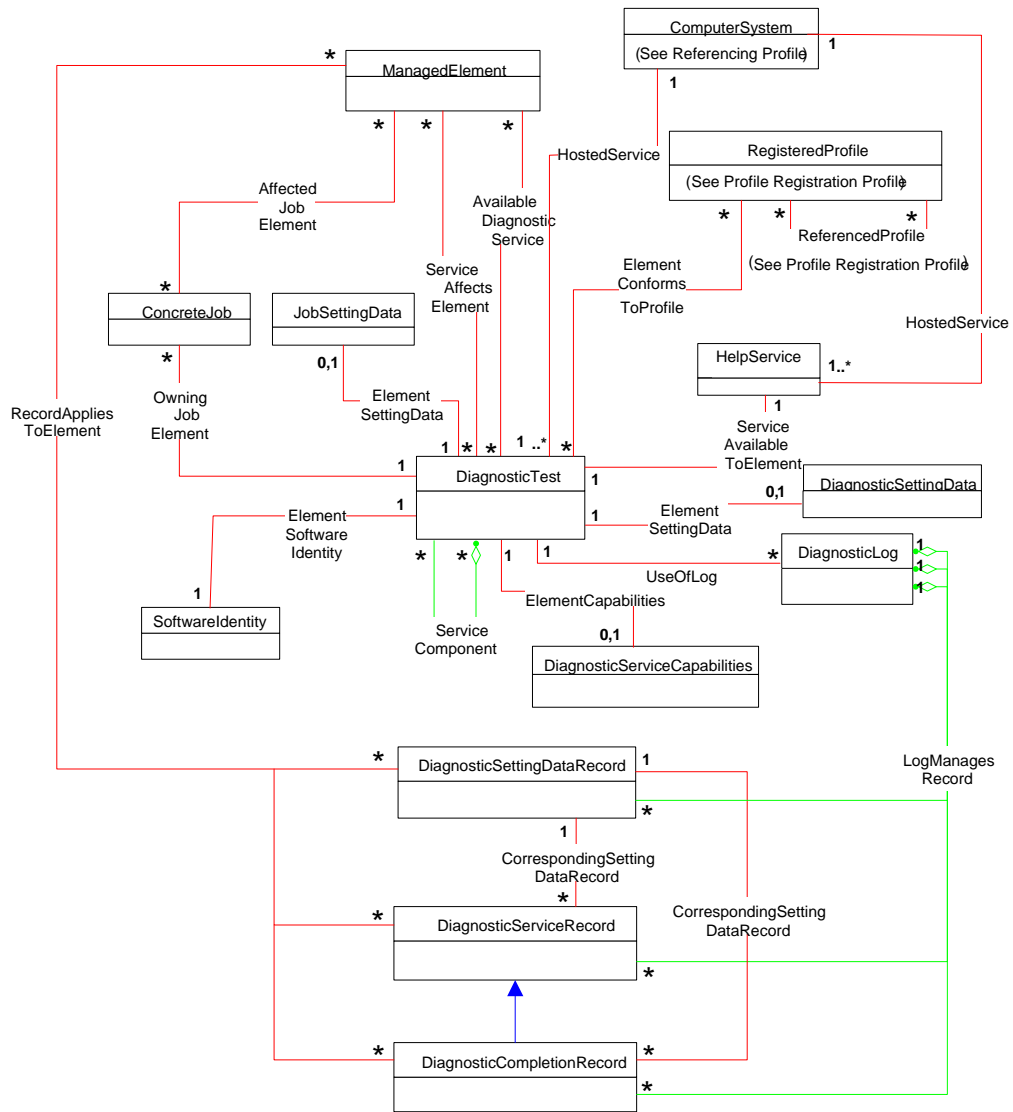 ComputerSystem
(See Referencing Profile)
1
1
*
ManagedElement
*
*
*
HostedService
RegisteredProfile
(See Profile Registration Profile)
*
*
*
ReferencedProfile
(See Profile Registration Profile)
Affected
Job
Element
Available
Diagnostic
Service
Service
Affects
Element
Element
Conforms
ToProfile
*
ConcreteJob
*
JobSettingData
0,1
HostedService
HelpService
1..*
1
RecordApplies
ToElement
Owning
Job
Element
Element
SettingData
Service
Available
ToElement
1
1
*
*
1 ..*
*
DiagnosticTest
1
1
1
DiagnosticSettingData
0,1
Element
SettingData
Element
Software
Identity
*
*
1
1
*
DiagnosticLog
1
1
1
UseOfLog
ElementCapabilities
1
SoftwareIdentity
Service
Component
0,1
DiagnosticServiceCapabilities
*
DiagnosticSettingDataRecord
1
*
LogManages
Record
1
CorrespondingSetting
DataRecord
*
*
DiagnosticServiceRecord
*
CorrespondingSetting
DataRecord
*
DiagnosticCompletionRecord
*
*